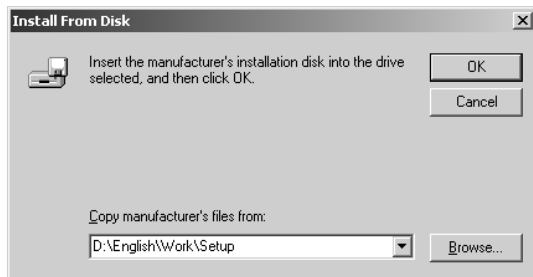 Install From Disk
Insert the manufacturer's installation disk into the drive
selected, and then click OK.
OK
Cancel
Copy manufacturer's files from:
D:\English\Work\Setup
Browse...